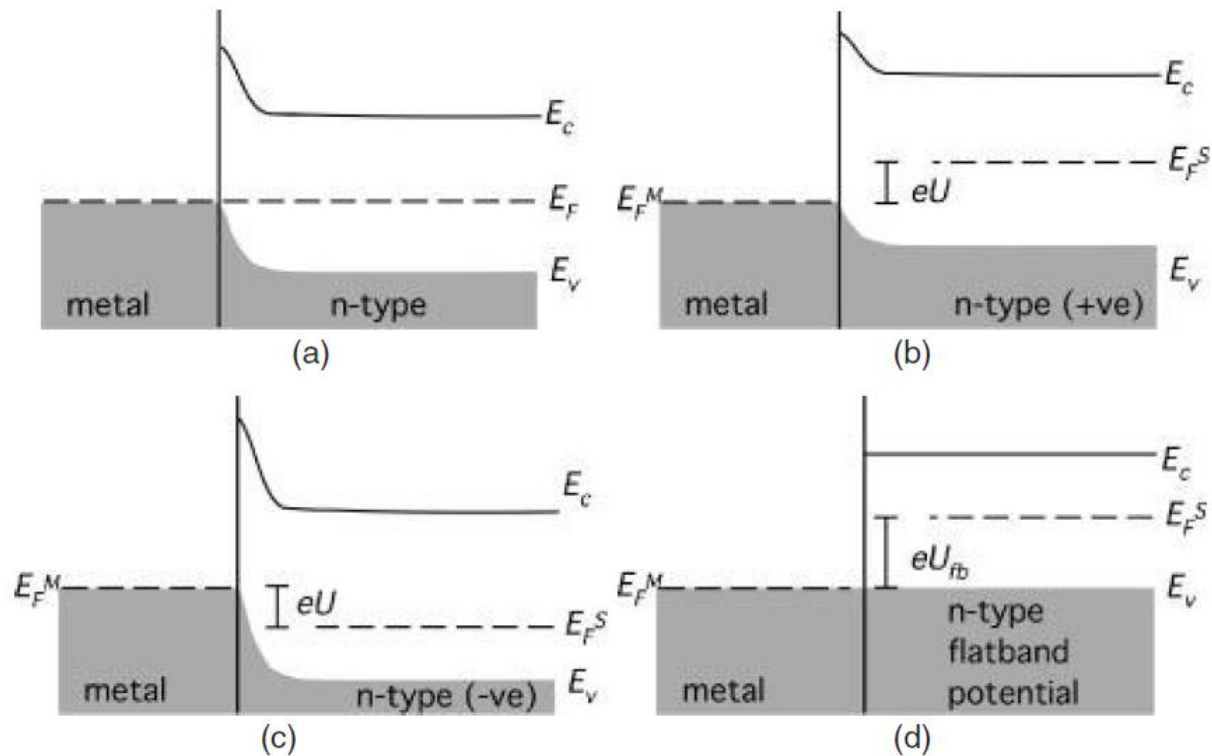 E_c
E_F
E_v
metal
n-type
(a)
E_c
E_F^S
eU
E_F^M
E_v
metal
n-type (+ve)
(b)
E_c
E_F^M
eU
E_F^S
E_v
metal
n-type (-ve)
(c)
E_c
E_F^S
eU_fb
E_F^M
E_v
n-type
flatband
metal
potential
(d)